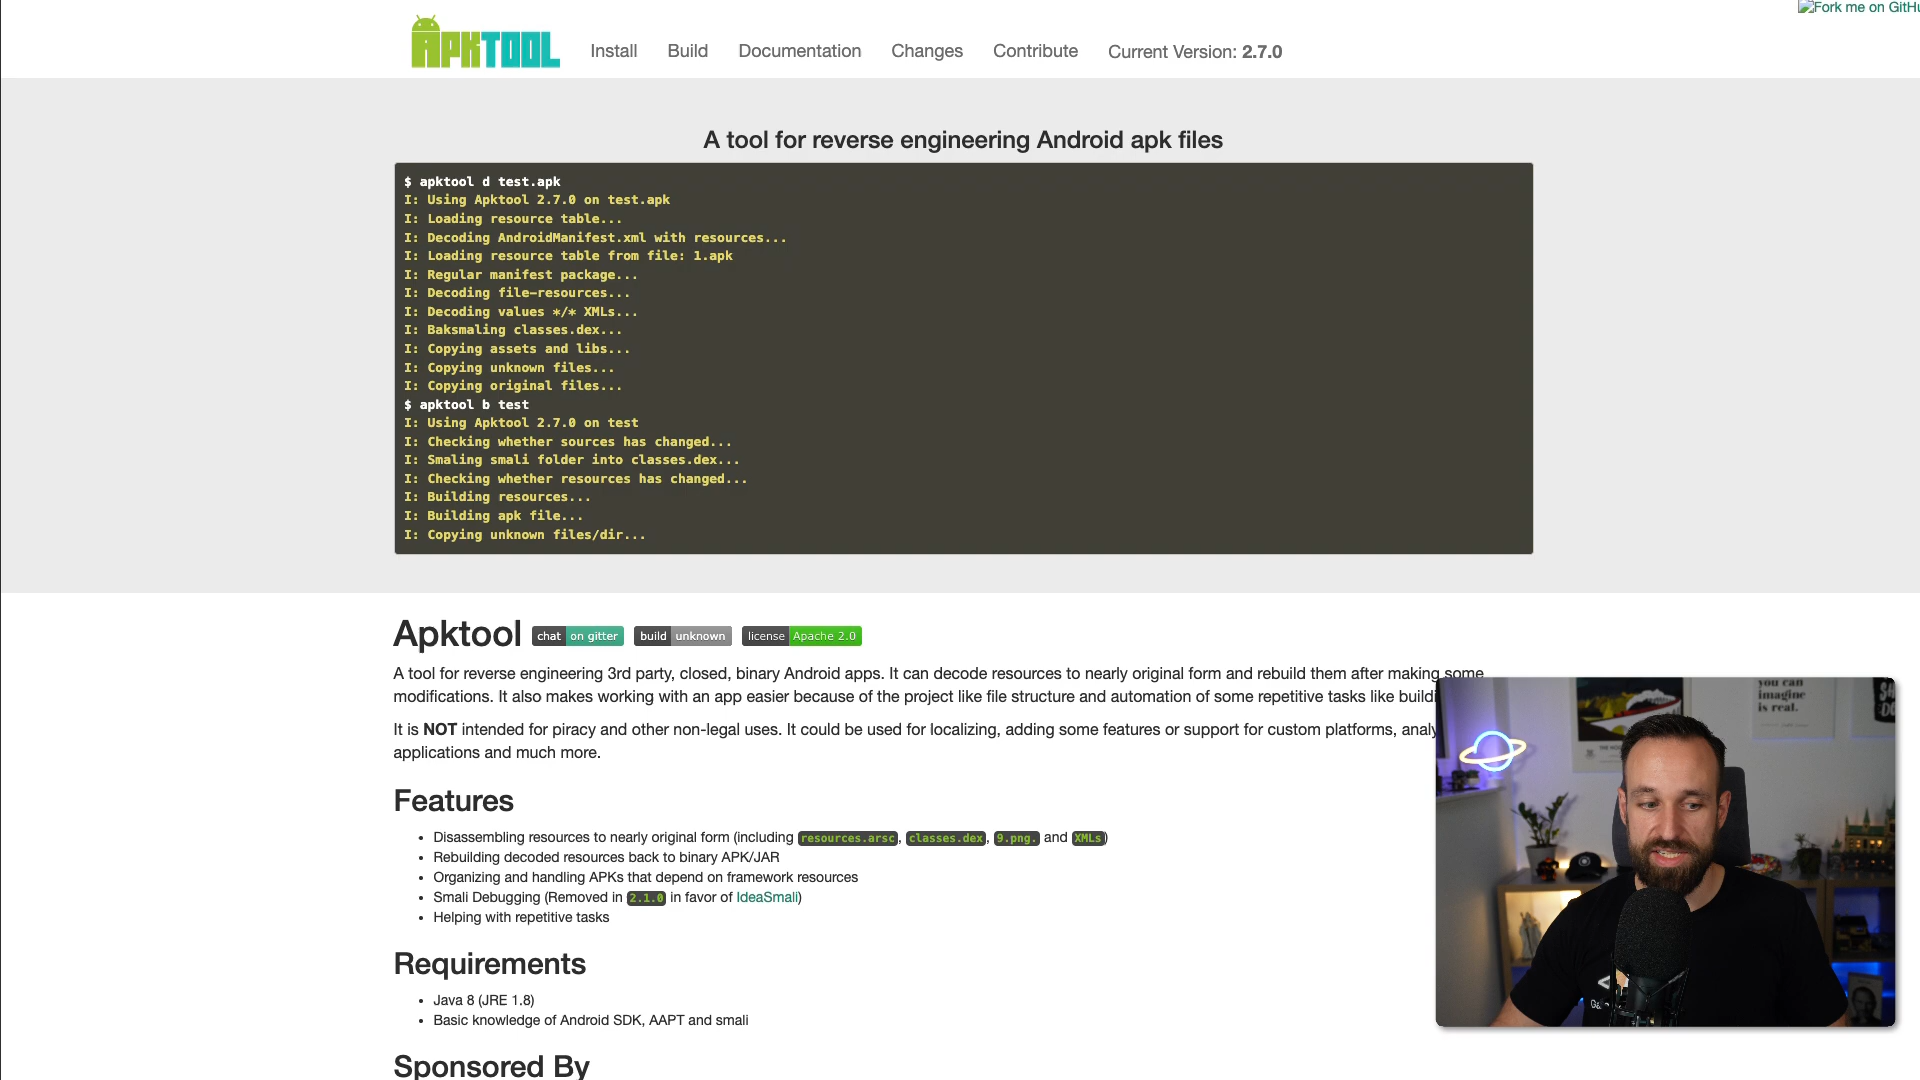 APKTOOL
Install Build Documentation Changes Contribute Current Version: 2.7.0
Fork me on GitHu
A tool for reverse engineering Android apk files
$ apktool d test.apk
I: Using Apktool 2.7.0 on test.apk
I: Loading resource table...
I: Decoding AndroidManifest.xml with resources...
I: Loading resource table from file: 1.apk
I: Regular manifest package...
I: Decoding file-resources...
I: Decoding values */* XMLs...
I: Baksmaling classes.dex...
I: Copying assets and libs...
I: Copying unknown files...
I: Copying original files...
$ apktool b test
I: Using Apktool 2.7.0 on test
I: Checking whether sources has changed...
I: Smaling smali folder into classes.dex...
I: Checking whether resources has changed...
I: Building resources...
I: Building apk file...
I: Copying unknown files/dir...
Apktool chat on gitter build unknown license Apache 2.0
A tool for reverse engineering 3rd party, closed, binary Android apps. It can decode resources to nearly original form and rebuild them after making some
modifications. It also makes working with an app easier because of the project like file structure and automation of some repetitive tasks like buildi
It is NOT intended for piracy and other non-legal uses. It could be used for localizing, adding some features or support for custom platforms, analy
applications and much more.
Features
• Disassembling resources to nearly original form (including resources.arsc, classes.dex, 9.png. and XMLs)
• Rebuilding decoded resources back to binary APK/JAR
• Organizing and handling APKs that depend on framework resources
• Smali Debugging (Removed in 2.1.0 in favor of IdeaSmali)
• Helping with repetitive tasks
Requirements
• Java 8 (JRE 1.8)
• Basic knowledge of Android SDK, AAPT and smali
Sponsored By
you can
imagine
is real.